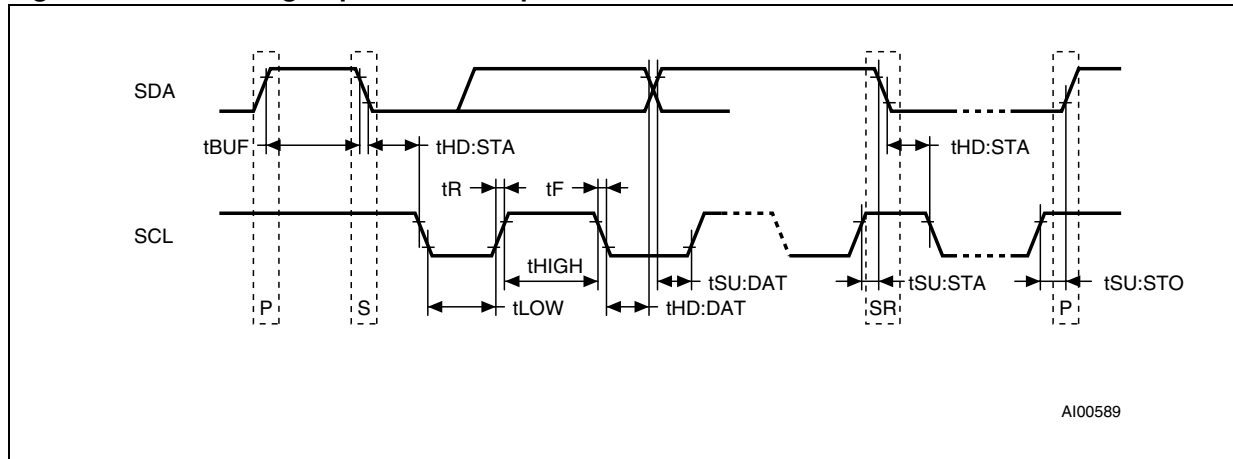 SDA
tBUF
tHD:STA
tHD:STA
tR
tF
SCL
tHIGH
tSU:DAT
tSU:STA
tSU:STO
tLOW
tHD:DAT
P
S
SR
P
AI00589